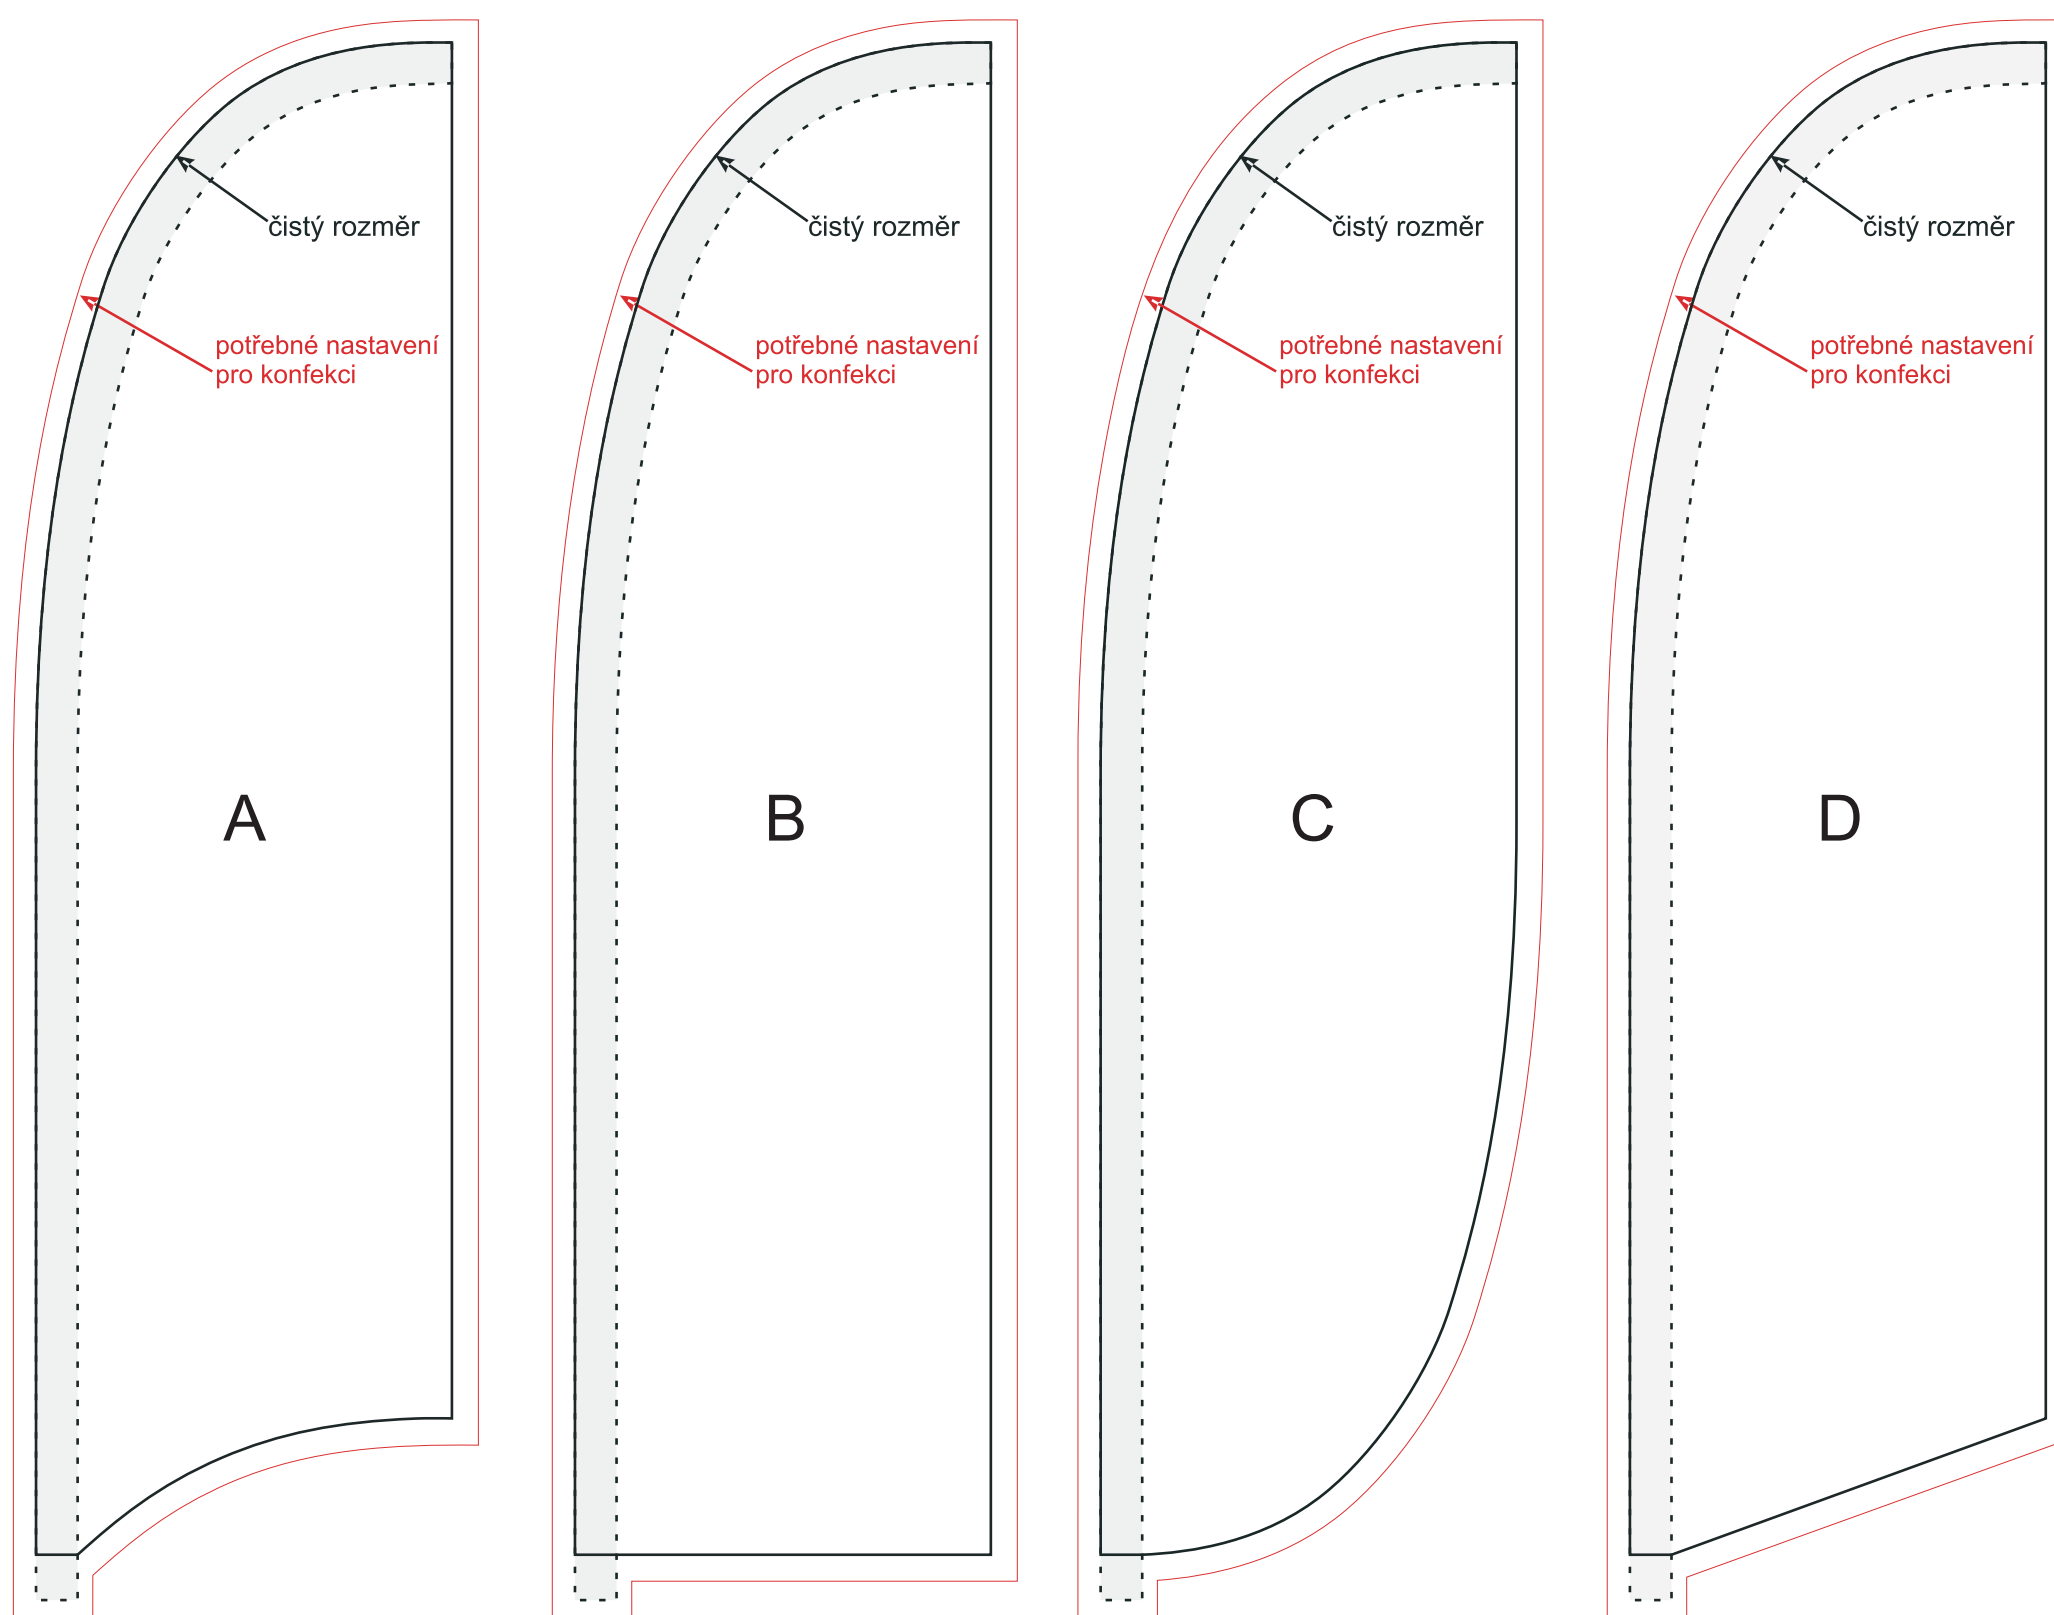 čistý rozměr
potřebné nastavení
pro konfekci
A
čistý rozměr
potřebné nastavení
pro konfekci
B
čistý rozměr
potřebné nastavení
pro konfekci
C
čistý rozměr
potřebné nastavení
pro konfekci
D